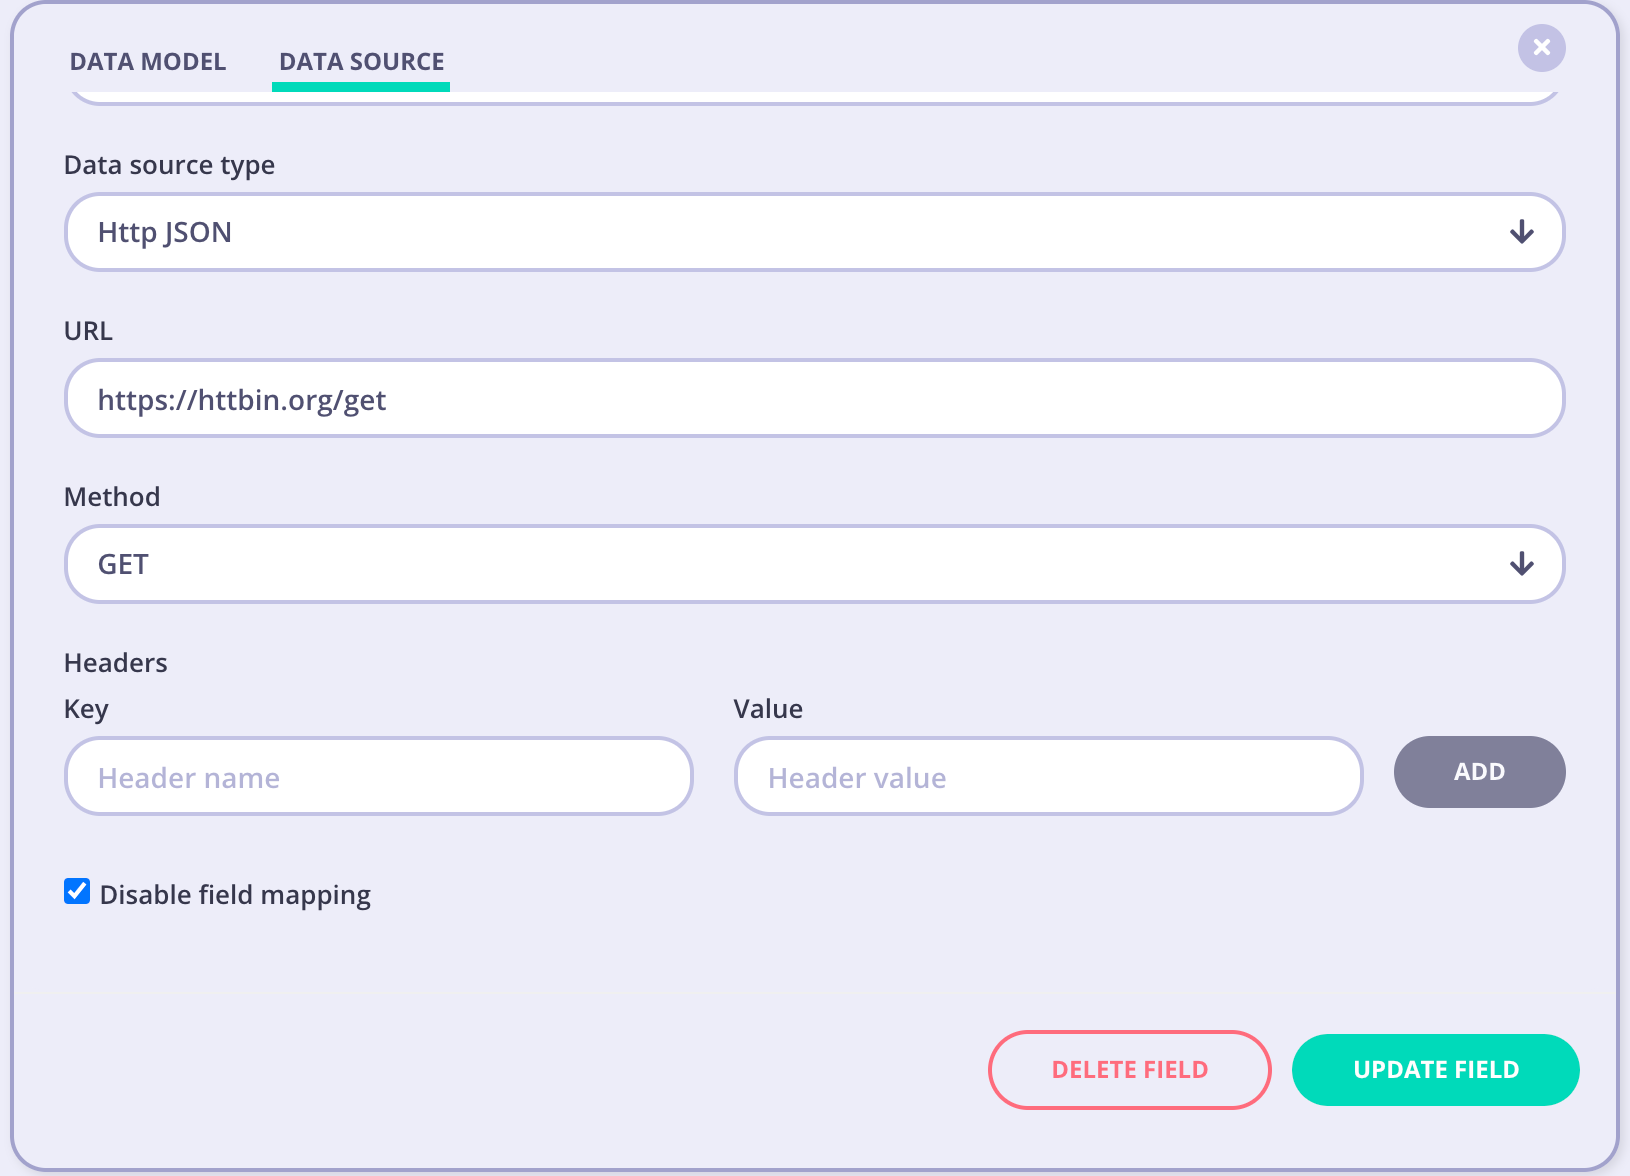 DATA MODEL DATA SOURCE
Data source type
Http JSON
URL
https://httbin.org/get
Method
GET
Headers
Key Value
Header name Header value ADD
Disable field mapping
DELETE FIELD UPDATE FIELD